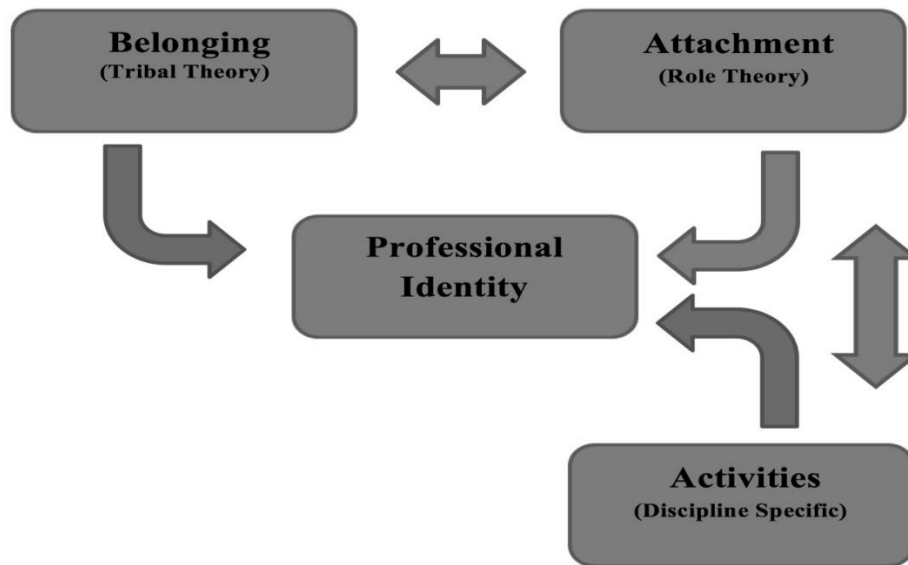 Belonging
(Tribal Theory)
Attachment
(Role Theory)
Professional
Identity
Activities
(Discipline Specific)